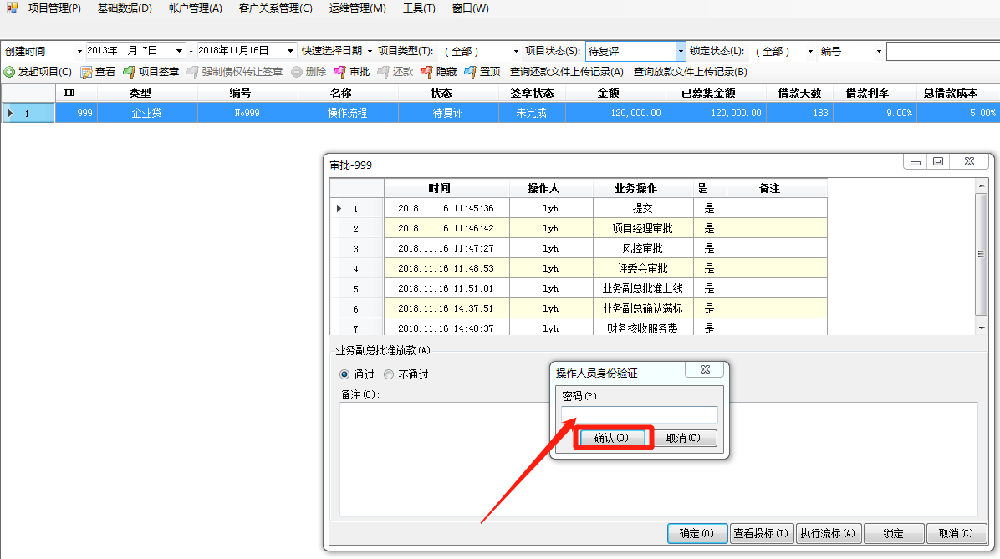 项目管理(P) 基础数据(D) 帐户管理(A) 客户关系管理(C) 运维管理(M) 工具(T) 窗口(W)
创建时间 2013年11月17日 - 2018年11月16日 快速选择日期 项目类型(T): （全部） 项目状态(S): 待复评 锁定状态(L): （全部） 编号
发起项目(C) 查看 项目签章 强制债权转让签章 删除 审批 还款 隐藏 置顶 查询还款文件上传记录(A) 查询放款文件上传记录(B)
ID 类型 编号 名称 状态 签章状态 金额 已募集金额 借款天数 借款利率 总借款成本
1 999 企业贷 No999 操作流程 待复评 未完成 120,000.00 120,000.00 183 9.00% 5.00%
审批-999
时间 操作人 业务操作 是... 备注
1 2018.11.16 11:45:36 lyh 提交 是
2 2018.11.16 11:46:42 lyh 项目经理审批 是
3 2018.11.16 11:47:27 lyh 风控审批 是
4 2018.11.16 11:48:53 lyh 评委会审批 是
5 2018.11.16 11:51:01 lyh 业务副总批准上线 是
6 2018.11.16 14:37:51 lyh 业务副总确认满标 是
7 2018.11.16 14:40:37 lyh 财务核收服务费 是
业务副总批准放款(A)
通过 不通过
备注(C):
操作人员身份验证
密码(P)
确认(O) 取消(C)
确定(O) 查看投标(T) 执行流标(A) 锁定 取消(C)